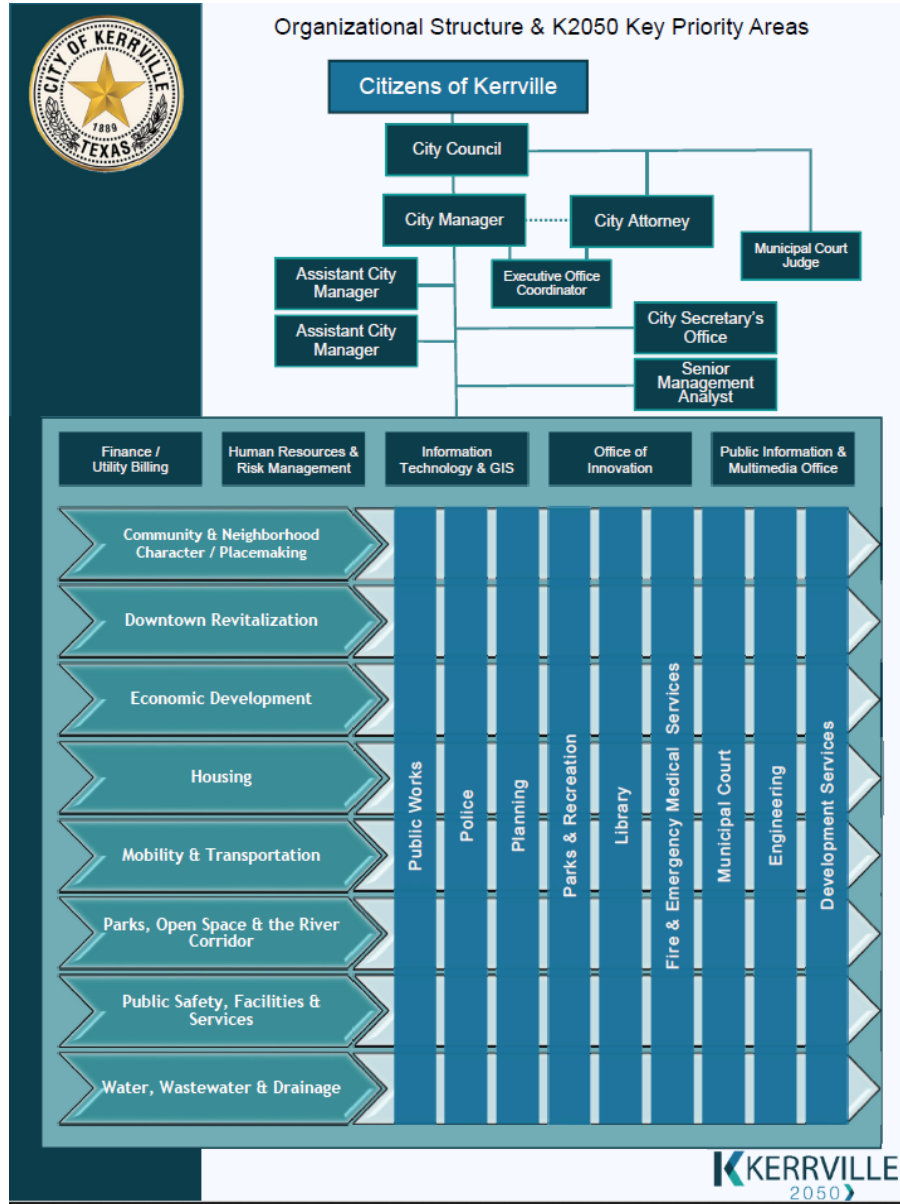 Organizational Structure & K2050 Key Priority Areas
CITY OF KERRVILLE
1889
TEXAS
Citizens of Kerrville
City Council
City Manager
City Attorney
Municipal Court
Judge
Executive Office
Coordinator
Assistant City
Manager
Assistant City
Manager
City Secretary's
Office
Senior
Management
Analyst
Finance /
Utility Billing
Human Resources &
Risk Management
Information
Technology & GIS
Office of
Innovation
Public Information &
Multimedia Office
Community & Neighborhood
Character / Placemaking
Downtown Revitalization
Economic Development
Housing
Mobility & Transportation
Parks, Open Space & the River
Corridor
Public Safety, Facilities &
Services
Water, Wastewater & Drainage
Public Works
Police
Planning
Parks & Recreation
Library
Fire & Emergency Medical Services
Municipal Court
Engineering
Development Services
KERRVILLE
2050